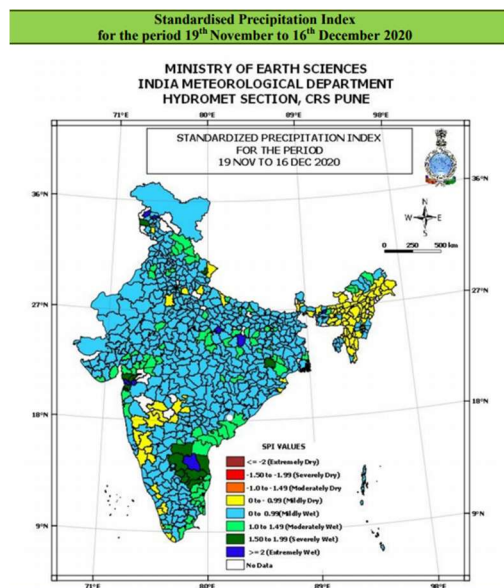 Standardised Precipitation Index
for the period 19th November to 16th December 2020
MINISTRY OF EARTH SCIENCES
INDIA METEOROLOGICAL DEPARTMENT
HYDROMET SECTION, CRS PUNE
71°E 80°E 89°E 98°E
STANDARDIZED PRECIPITATION INDEX
FOR THE PERIOD
19 NOV TO 16 DEC 2020
N
W E
S
0 250 500 km
36°N 36°N
27°N 27°N
18°N 18°N
9°N 9°N
SPI VALUES
<= -2 (Extremely Dry)
-1.50 to -1.99 (Severely Dry)
-1.0 to -1.49 (Moderately Dry
0 to - 0.99 (Mildly Dry)
0 to 0.99(Mildly Wet)
1.0 to 1.49 (Moderately Wet)
1.50 to 1.99 (Severely Wet)
>= 2 (Extremely Wet)
No Data
71°E 80°E 89°E 98°E